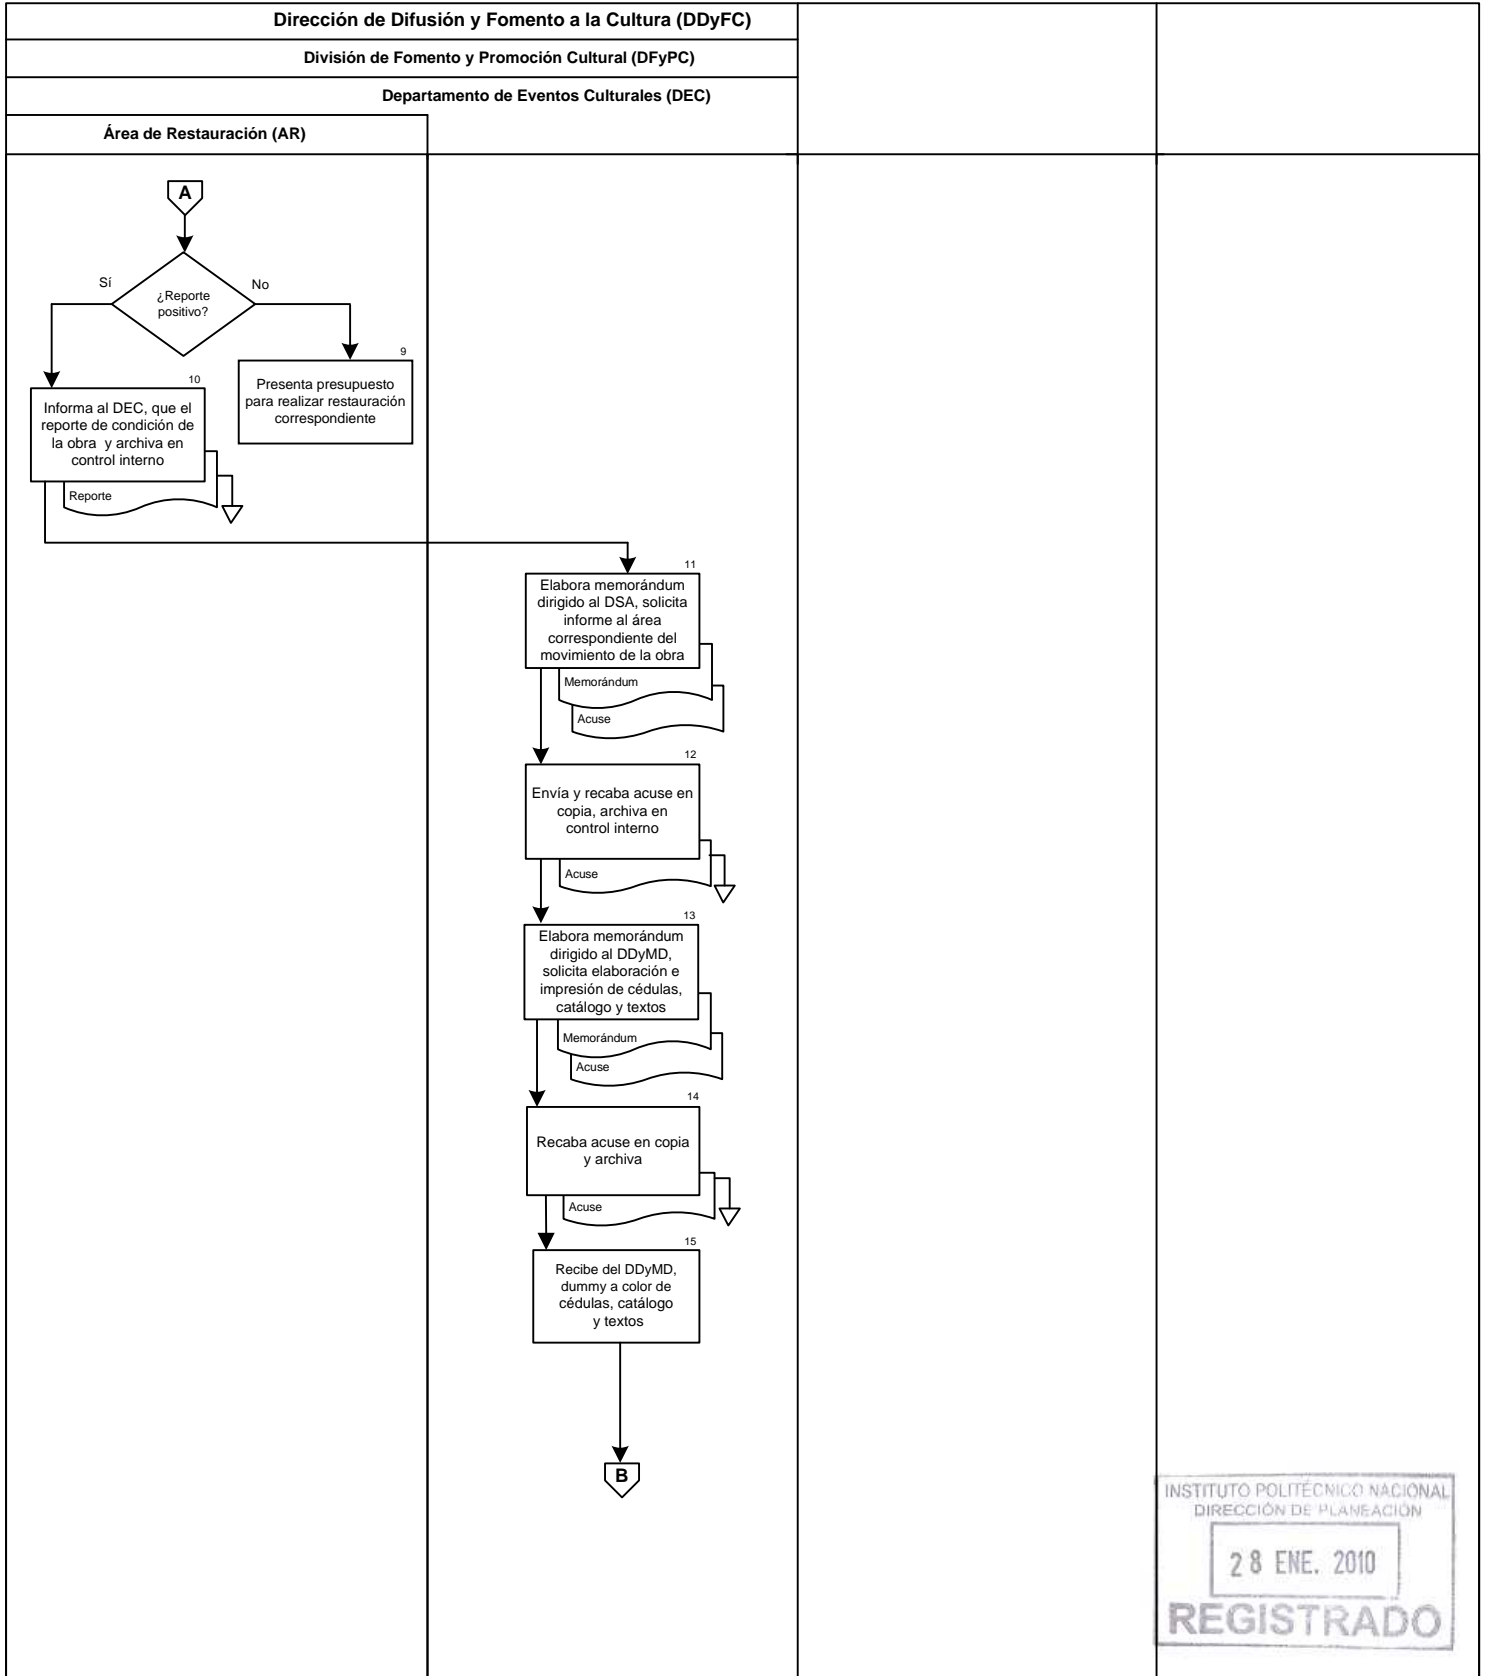 Dirección de Difusión y Fomento a la Cultura (DDyFC)
División de Fomento y Promoción Cultural (DFyPC)
Departamento de Eventos Culturales (DEC)
Área de Restauración (AR)
A
¿Reporte
positivo?
Sí
No
9
Presenta presupuesto
para realizar restauración
correspondiente
10
Informa al DEC, que el
reporte de condición de
la obra y archiva en
control interno
Reporte
11
Elabora memorándum
dirigido al DSA, solicita
informe al área
correspondiente del
movimiento de la obra
Memorándum
Acuse
12
Envía y recaba acuse en
copia, archiva en
control interno
Acuse
13
Elabora memorándum
dirigido al DDyMD,
solicita elaboración e
impresión de cédulas,
catálogo y textos
Memorándum
Acuse
14
Recaba acuse en copia
y archiva
Acuse
15
Recibe del DDyMD,
dummy a color de
cédulas, catálogo
y textos
B
INSTITUTO POLITÉCNICO NACIONAL
DIRECCIÓN DE PLANEACIÓN
28 ENE. 2010
REGISTRADO